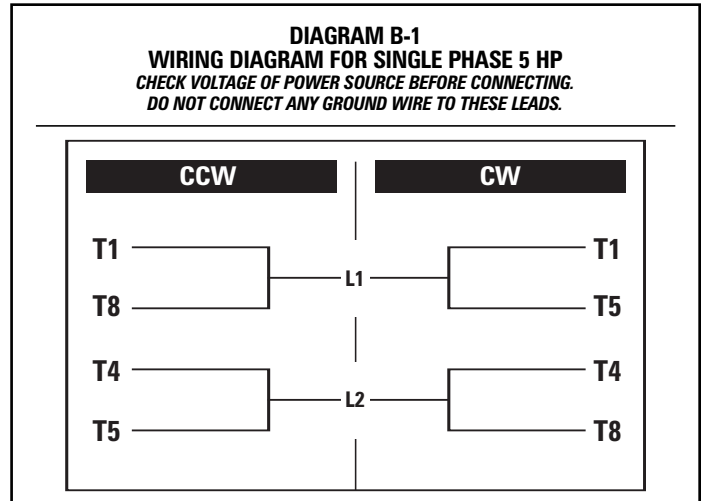 DIAGRAM B-1
WIRING DIAGRAM FOR SINGLE PHASE 5 HP
CHECK VOLTAGE OF POWER SOURCE BEFORE CONNECTING.
DO NOT CONNECT ANY GROUND WIRE TO THESE LEADS.
CCW CW
T1 T1
L1
T8 T5
T4 T4
L2
T5 T8